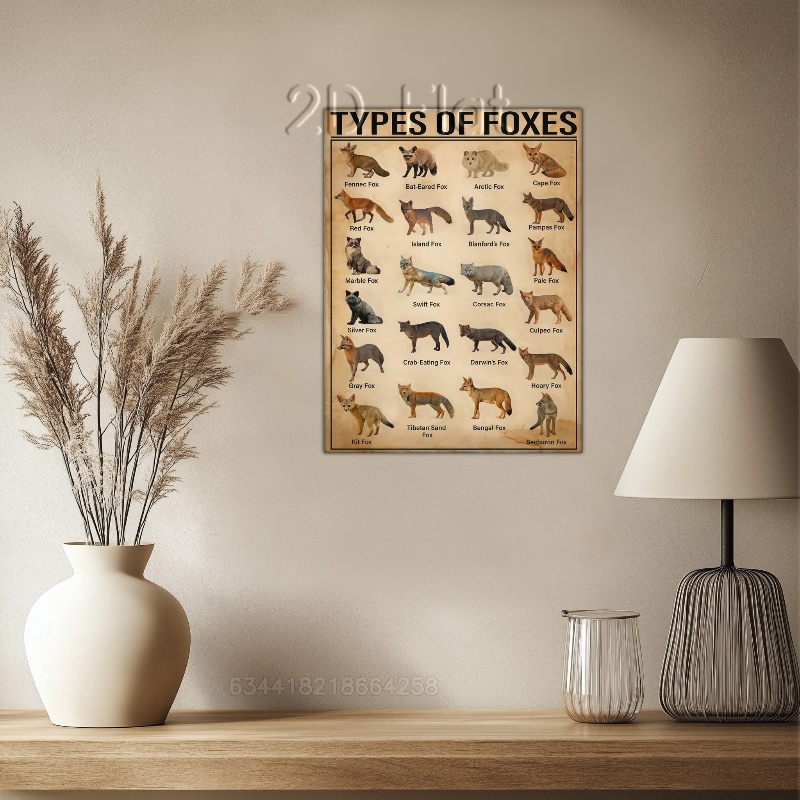 2D Flat
TYPES OF FOXES
Fennec Fox
Bat-Eared Fox
Arctic Fox
Cape Fox
Red Fox
Island Fox
Blanford's Fox
Pampas Fox
Marble Fox
Swift Fox
Corsac Fox
Pale Fox
Silver Fox
Crab-Eating Fox
Darwin's Fox
Culpeo Fox
Gray Fox
Tibetan Sand
Fox
Bengal Fox
Hoary Fox
Kit Fox
Sechuron Fox
634418218664258